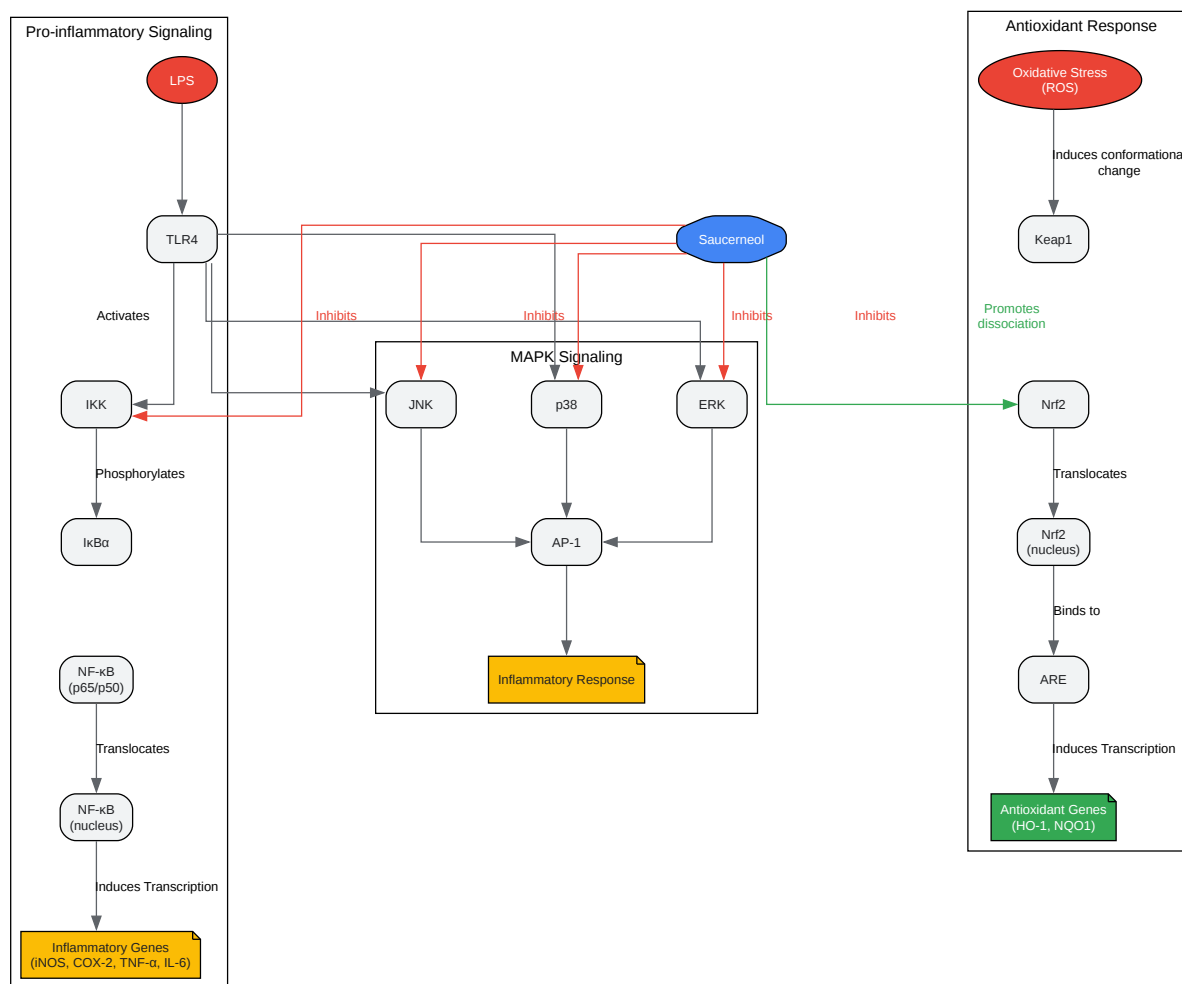 Pro-inflammatory Signaling
LPS
TLR4
Activates
IKK
Phosphorylates
IκBα
NF-κB
(p65/p50)
Translocates
NF-κB
(nucleus)
Induces Transcription
Inflammatory Genes
(iNOS, COX-2, TNF-α, IL-6)
Saucerneol
Inhibits
Inhibits
Inhibits
Inhibits
Promotes
dissociation
MAPK Signaling
JNK
p38
ERK
AP-1
Inflammatory Response
Antioxidant Response
Oxidative Stress
(ROS)
Induces conformationa
change
Keap1
Nrf2
Translocates
Nrf2
(nucleus)
Binds to
ARE
Induces Transcription
Antioxidant Genes
(HO-1, NQO1)